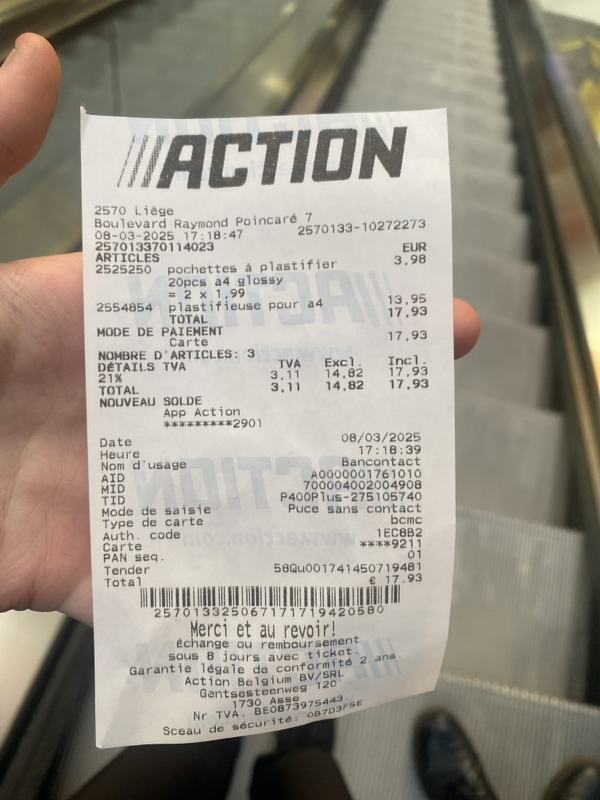 ACTION
2570 Liège
Boulevard Raymond Poincaré 7
08-03-2025 17:18:47 2570133-10272273
257013370114023 EUR
ARTICLES 3,98
2525250 pochettes à plastifier
20pcs a4 glossy
= 2 x 1,99
2554854 plastifieuse pour a4 13,95
TOTAL 17,93
MODE DE PAIEMENT
Carte 17,93
NOMBRE D'ARTICLES: 3
DÉTAILS TVA TVA Excl. Incl.
21% 3,11 14,82 17,93
TOTAL 3,11 14,82 17,93
NOUVEAU SOLDE
App Action
*********2901
Date 08/03/2025
Heure 17:18:39
Nom d'usage Bancontact
AID A0000001761010
MID 700004002004908
TID P400Plus-275105740
Mode de saisie Puce sans contact
Type de carte bcmc
Auth. code 1EC8B2
Carte ****9211
PAN seq. 01
Tender 58Qu001741450719481
Total € 17.93
257013325067171719420580
Merci et au revoir!
Échange ou remboursement
sous 8 jours avec ticket.
Garantie légale de conformité 2 ans.
Action Belgium BV/SRL
Gentsesteenweg 120
1730 Asse
Nr TVA. BE0873975443
Sceau de sécurité: 0B7D3F5E